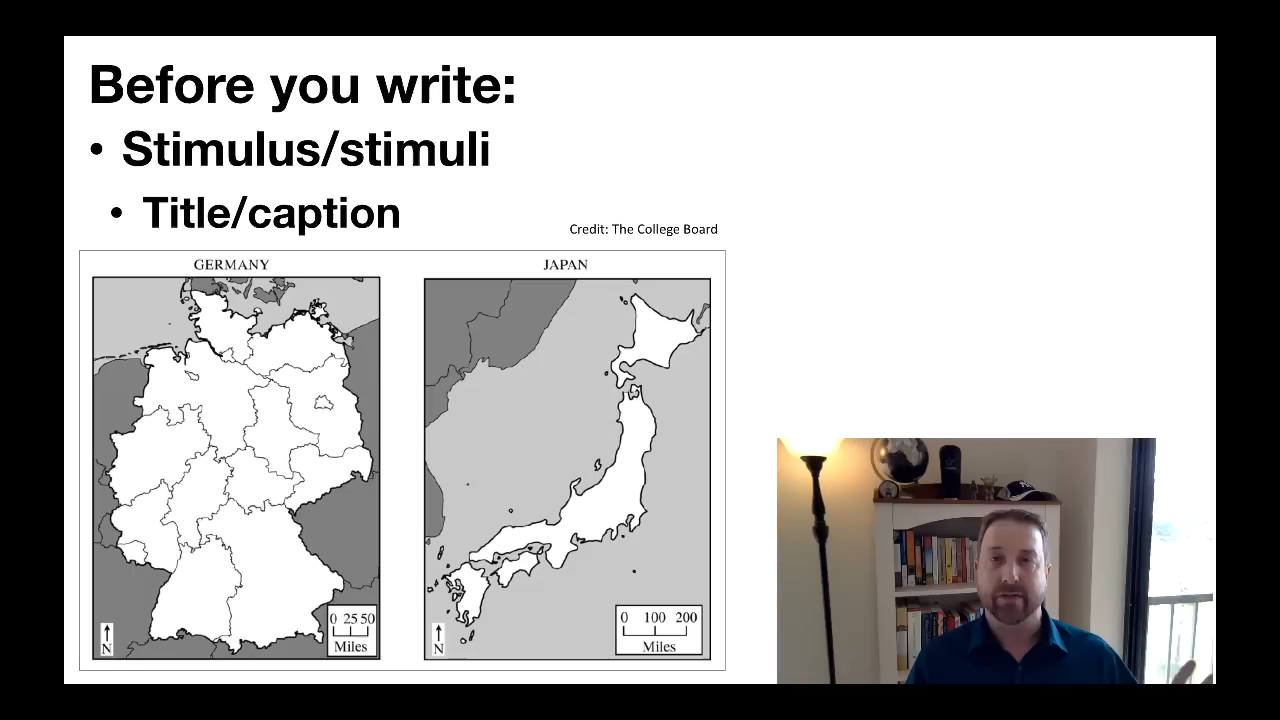 Before you write:
• Stimulus/stimuli
• Title/caption
Credit: The College Board
GERMANY
JAPAN
0 25 50
Miles
N
0 100 200
Miles
N